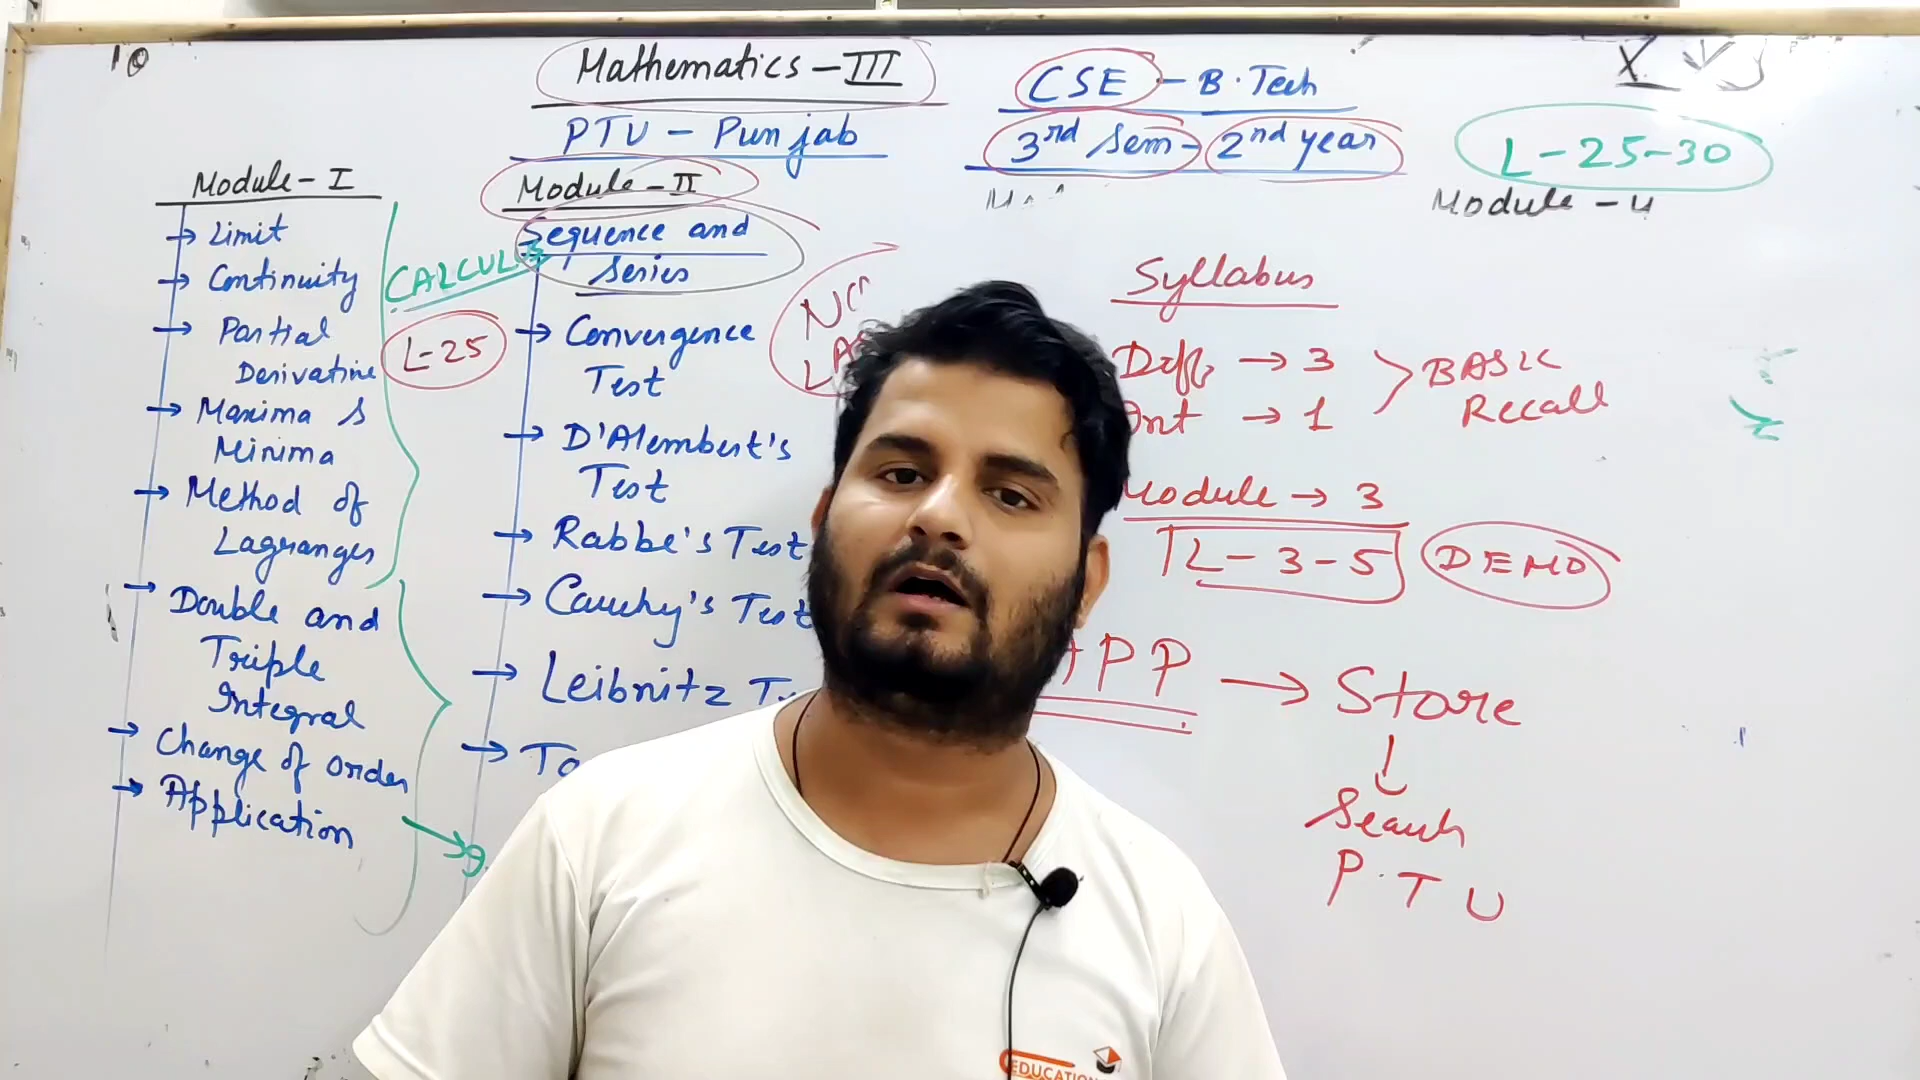 Mathematics - III
CSE - B.Tech
PTU - Punjab
3rd Sem - 2nd year
L-25-30
Module - I
Module - II
Module - 4
Limit
Continuity
Partial
Derivative
Maxima &
Minima
Method of
Lagranges
Double and
Triple
Integral
Change of Order
Application
CALCUL
L-25
Sequence and
Series
Convergence
Test
D'Alembert's
Test
Rabbe's Test
Cauchy's Test
Leibnitz
Syllabus
Diff → 3
Int → 1
BASIC
Recall
Module → 3
L-3-5
DEMO
APP → Store
Search
P.T U
EDUCATION